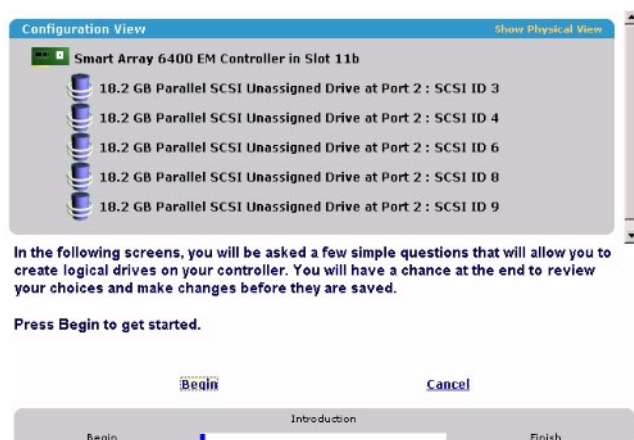 Configuration View
Show Physical View
Smart Array 6400 EM Controller in Slot 11b
18.2 GB Parallel SCSI Unassigned Drive at Port 2 : SCSI ID 3
18.2 GB Parallel SCSI Unassigned Drive at Port 2 : SCSI ID 4
18.2 GB Parallel SCSI Unassigned Drive at Port 2 : SCSI ID 6
18.2 GB Parallel SCSI Unassigned Drive at Port 2 : SCSI ID 8
18.2 GB Parallel SCSI Unassigned Drive at Port 2 : SCSI ID 9
In the following screens, you will be asked a few simple questions that will allow you to
create logical drives on your controller. You will have a chance at the end to review
your choices and make changes before they are saved.
Press Begin to get started.
Begin
Cancel
Introduction
Begin
Finish